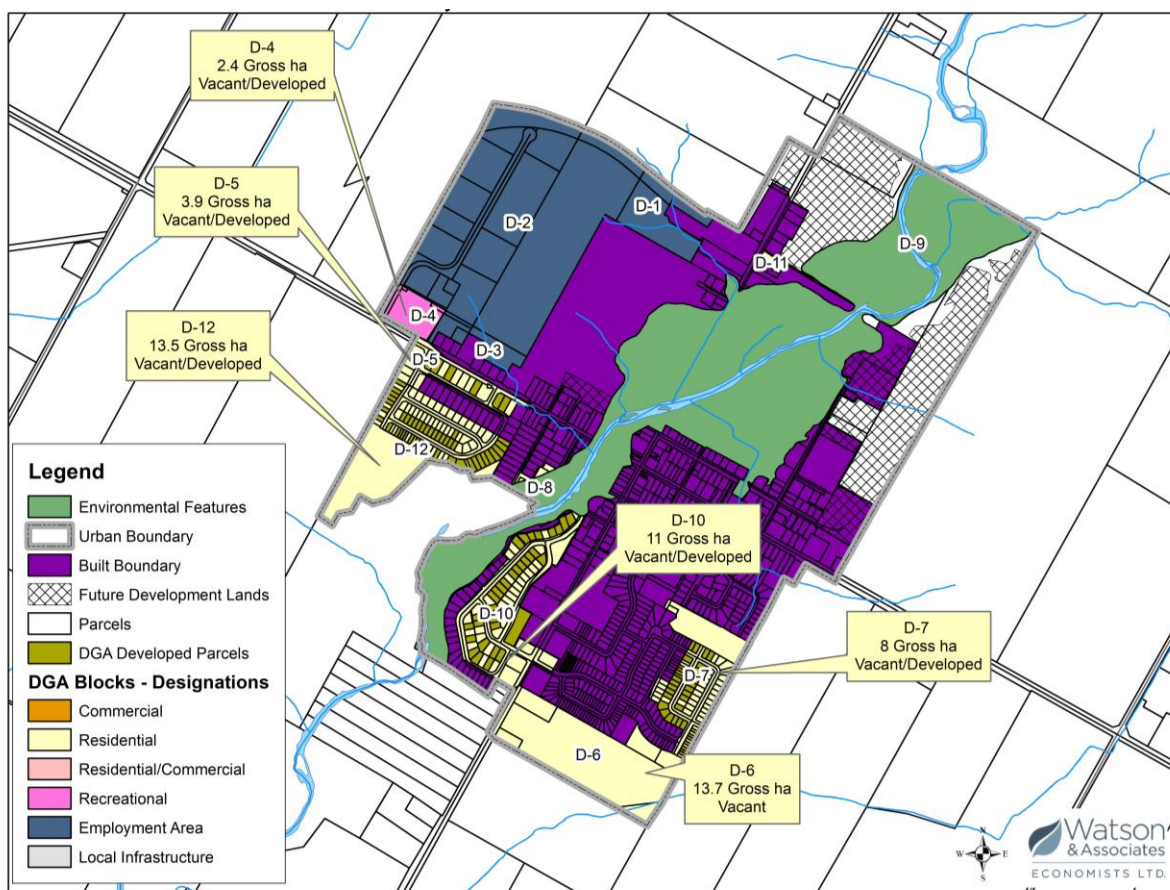 D-4
2.4 Gross ha
Vacant/Developed
D-5
3.9 Gross ha
Vacant/Developed
D-12
13.5 Gross ha
Vacant/Developed
D-1
D-2
D-9
D-11
D-4
D-3
D-5
D-12
D-8
D-10
11 Gross ha
Vacant/Developed
D-10
D-7
8 Gross ha
Vacant/Developed
D-7
D-6
D-6
13.7 Gross ha
Vacant
Legend
Environmental Features
Urban Boundary
Built Boundary
Future Development Lands
Parcels
DGA Developed Parcels
DGA Blocks - Designations
Commercial
Residential
Residential/Commercial
Recreational
Employment Area
Local Infrastructure
N
W E
S
Watson
& Associates
ECONOMISTS LTD.